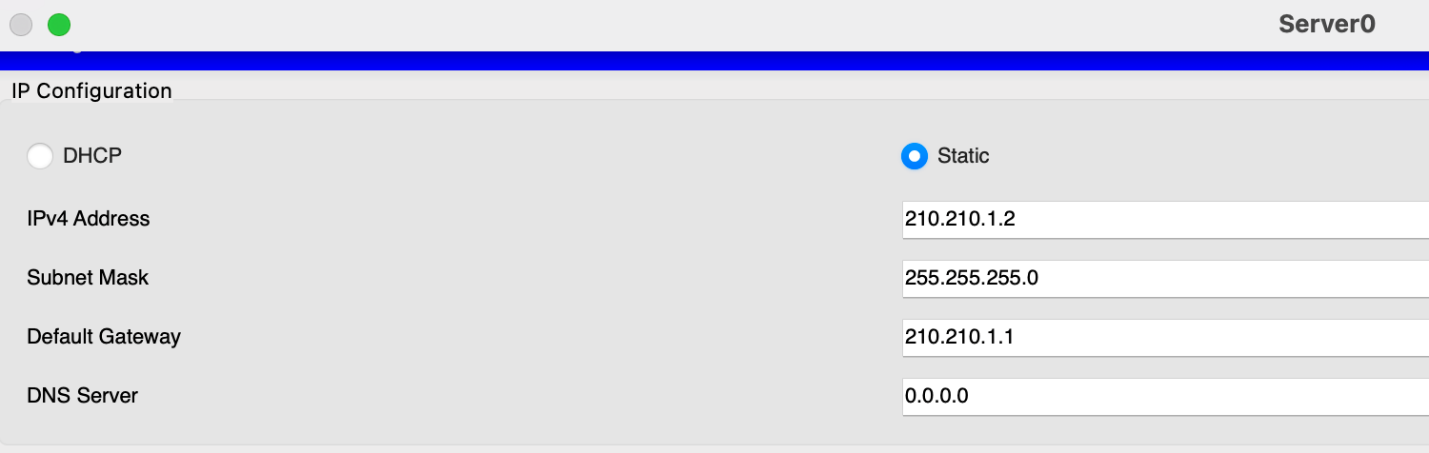 Server0
IP Configuration
DHCP Static
IPv4 Address 210.210.1.2
Subnet Mask 255.255.255.0
Default Gateway 210.210.1.1
DNS Server 0.0.0.0